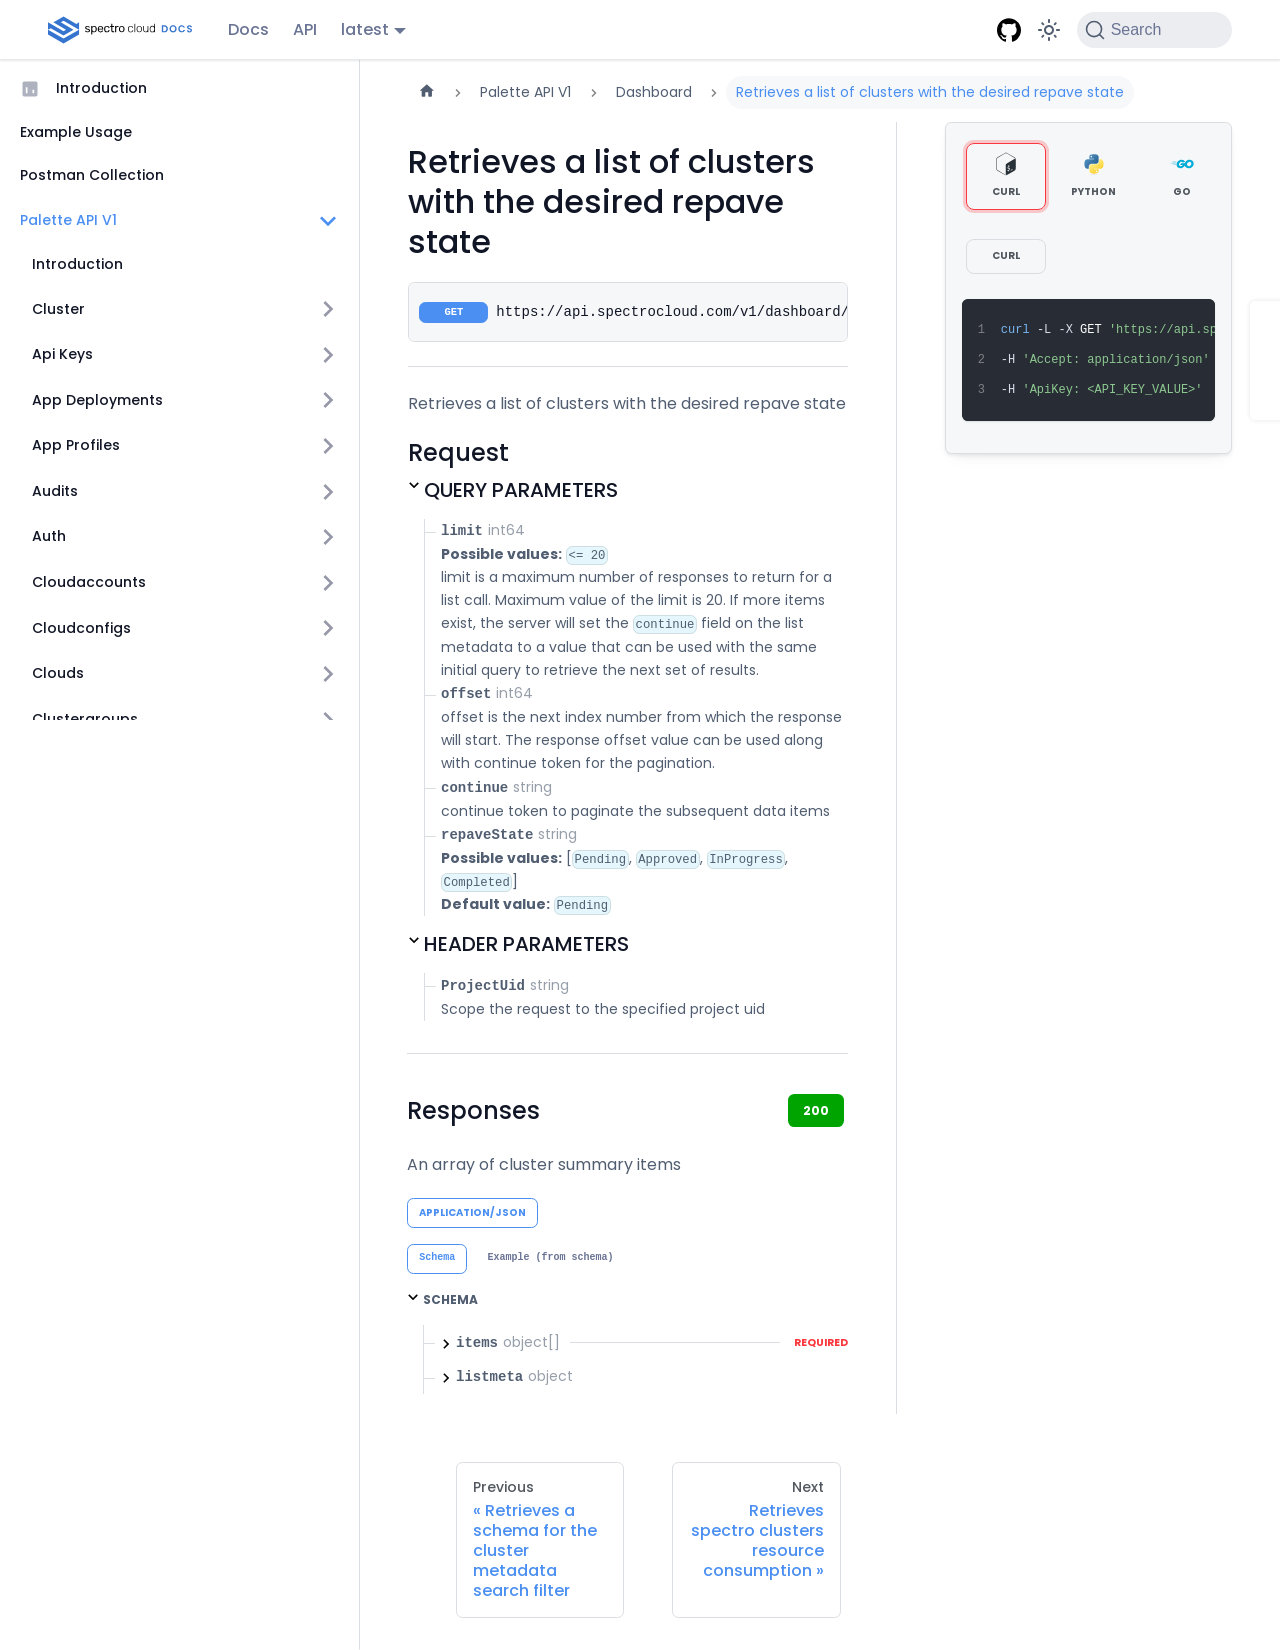 spectro cloud DOCS Docs API latest Search
Introduction
Example Usage
Postman Collection
Palette API V1
Introduction
Cluster
Api Keys
App Deployments
App Profiles
Audits
Auth
Cloudaccounts
Cloudconfigs
Clouds
Clustergroups
Palette API V1 Dashboard Retrieves a list of clusters with the desired repave state
Retrieves a list of clusters
with the desired repave
state
GET https://api.spectrocloud.com/v1/dashboard/
Retrieves a list of clusters with the desired repave state
Request
QUERY PARAMETERS
limit int64
Possible values: <= 20
limit is a maximum number of responses to return for a
list call. Maximum value of the limit is 20. If more items
exist, the server will set the continue field on the list
metadata to a value that can be used with the same
initial query to retrieve the next set of results.
offset int64
offset is the next index number from which the response
will start. The response offset value can be used along
with continue token for the pagination.
continue string
continue token to paginate the subsequent data items
repaveState string
Possible values: [Pending, Approved, InProgress,
Completed]
Default value: Pending
HEADER PARAMETERS
ProjectUid string
Scope the request to the specified project uid
Responses 200
An array of cluster summary items
APPLICATION/JSON
Schema Example (from schema)
SCHEMA
items object[] REQUIRED
listmeta object
CURL PYTHON GO
CURL
1 curl -L -X GET 'https://api.sp
2 -H 'Accept: application/json'
3 -H 'ApiKey: <API_KEY_VALUE>'
Previous
« Retrieves a
schema for the
cluster
metadata
search filter
Next
Retrieves
spectro clusters
resource
consumption »